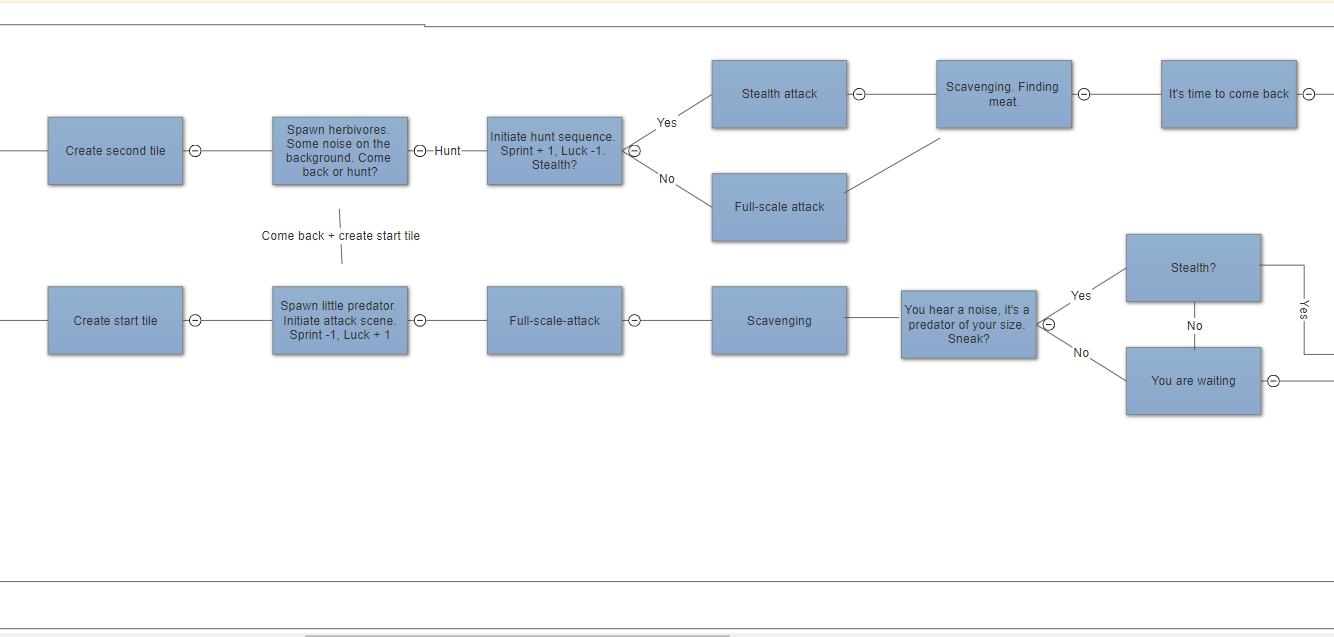 Create second tile
Spawn herbivores.
Some noise on the
background. Come
back or hunt?
Hunt
Initiate hunt sequence.
Sprint + 1, Luck -1.
Stealth?
Yes
No
Stealth attack
Full-scale attack
Scavenging. Finding
meat.
It's time to come back
Come back + create start tile
Create start tile
Spawn little predator.
Initiate attack scene.
Sprint -1, Luck + 1
Full-scale-attack
Scavenging
You hear a noise, it's a
predator of your size.
Sneak?
Yes
No
Stealth?
No
You are waiting
Yes